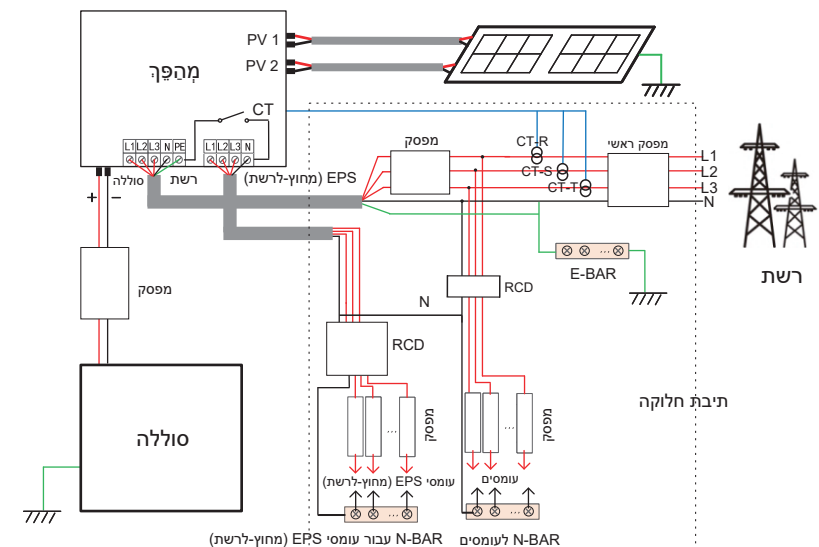 PV 1
PV 2
מְהַפֵּךְ
CT
L1 L2 L3 N PE
L1 L2 L3 N
+
−
סוללה
רשת
EPS (מחוץ-לרשת)
מפסק
CT-R
CT-S
CT-T
מפסק ראשי
L1
L2
L3
N
רשת
E-BAR
מפסק
RCD
N
RCD
תיבת חלוקה
סוללה
...
מפסק
...
מפסק
עומסי EPS (מחוץ-לרשת)
עומסים
...
...
N-BAR עבור עומסי EPS (מחוץ-לרשת)
N-BAR לעומסים
...